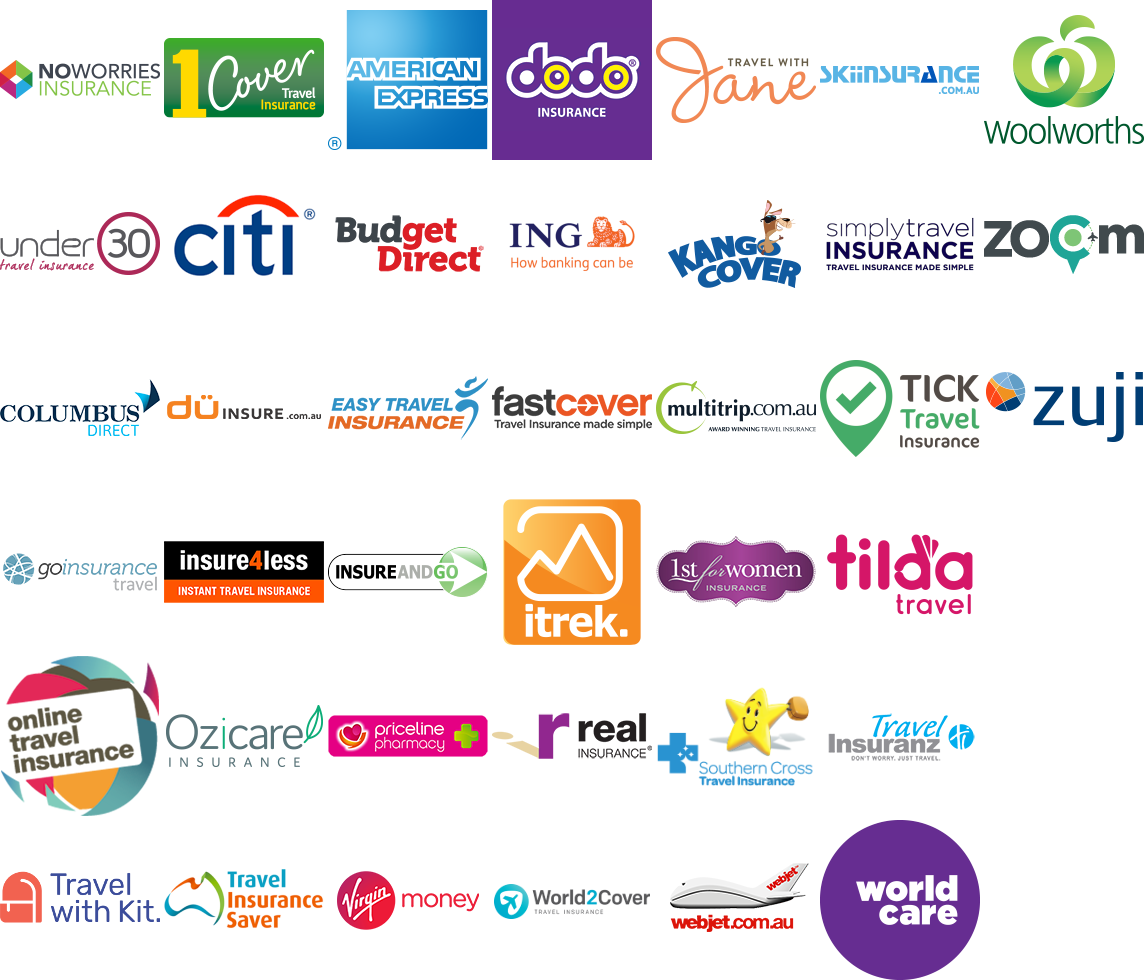 NOWORRIES
INSURANCE
1Cover
Travel
Insurance
AMERICAN
EXPRESS
®
dodo®
INSURANCE
TRAVEL WITH
Jane
SKIINSURANCE
.COM.AU
Woolworths
under 30
travel insurance
citi®
Budget
Direct®
ING
How banking can be
KANGO
COVER
simplytravel
INSURANCE
TRAVEL INSURANCE MADE SIMPLE
ZOOm
COLUMBUS
DIRECT
dü INSURE.com.au
EASY TRAVEL
INSURANCE
fastcover
Travel Insurance made simple
multitrip.com.au
AWARD WINNING TRAVEL INSURANCE
TICK
Travel
Insurance
zuji
goinsurance
travel
insure4less
INSTANT TRAVEL INSURANCE
INSUREANDGO
itrek.
1st for women
INSURANCE
tilda
travel
online
travel
insurance
Ozicare
INSURANCE
priceline
pharmacy
r real
INSURANCE®
Southern Cross
Travel Insurance
Travel
Insuranz
DON'T WORRY. JUST TRAVEL.
Travel
with Kit.
Travel
Insurance
Saver
Virgin money
World2Cover
TRAVEL INSURANCE
webjet
webjet.com.au
world
care